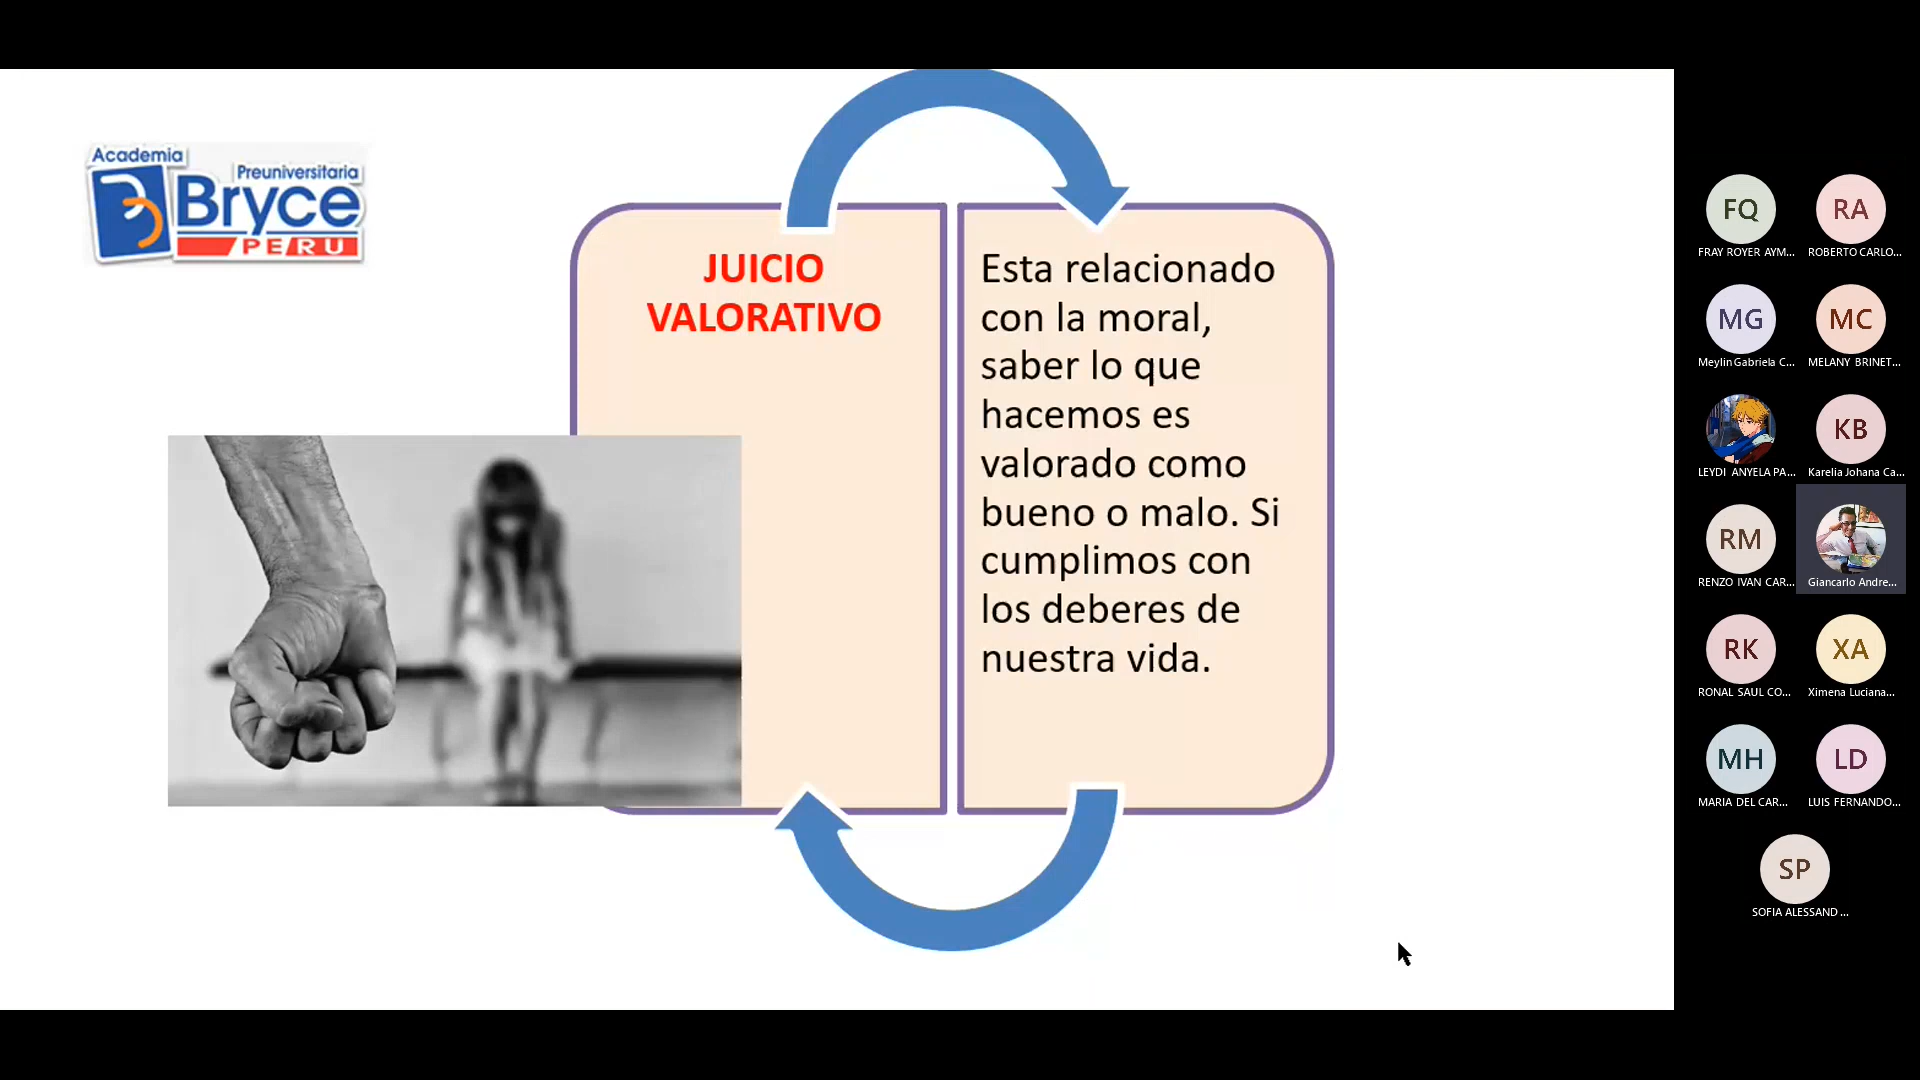 Academia
Preuniversitaria
Bryce
PERU
JUICIO
VALORATIVO
Esta relacionado
con la moral,
saber lo que
hacemos es
valorado como
bueno o malo. Si
cumplimos con
los deberes de
nuestra vida.
FQ
FRAY ROYER AYM...
RA
ROBERTO CARLO...
MG
Meylin Gabriela C...
MC
MELANY BRINET...
LEYDI ANYELA PA...
KB
Karelia Johana Ca...
RM
RENZO IVAN CAR...
Giancarlo Andre...
RK
RONAL SAUL CO...
XA
Ximena Luciana...
MH
MARIA DEL CAR...
LD
LUIS FERNANDO...
SP
SOFIA ALESSAND...